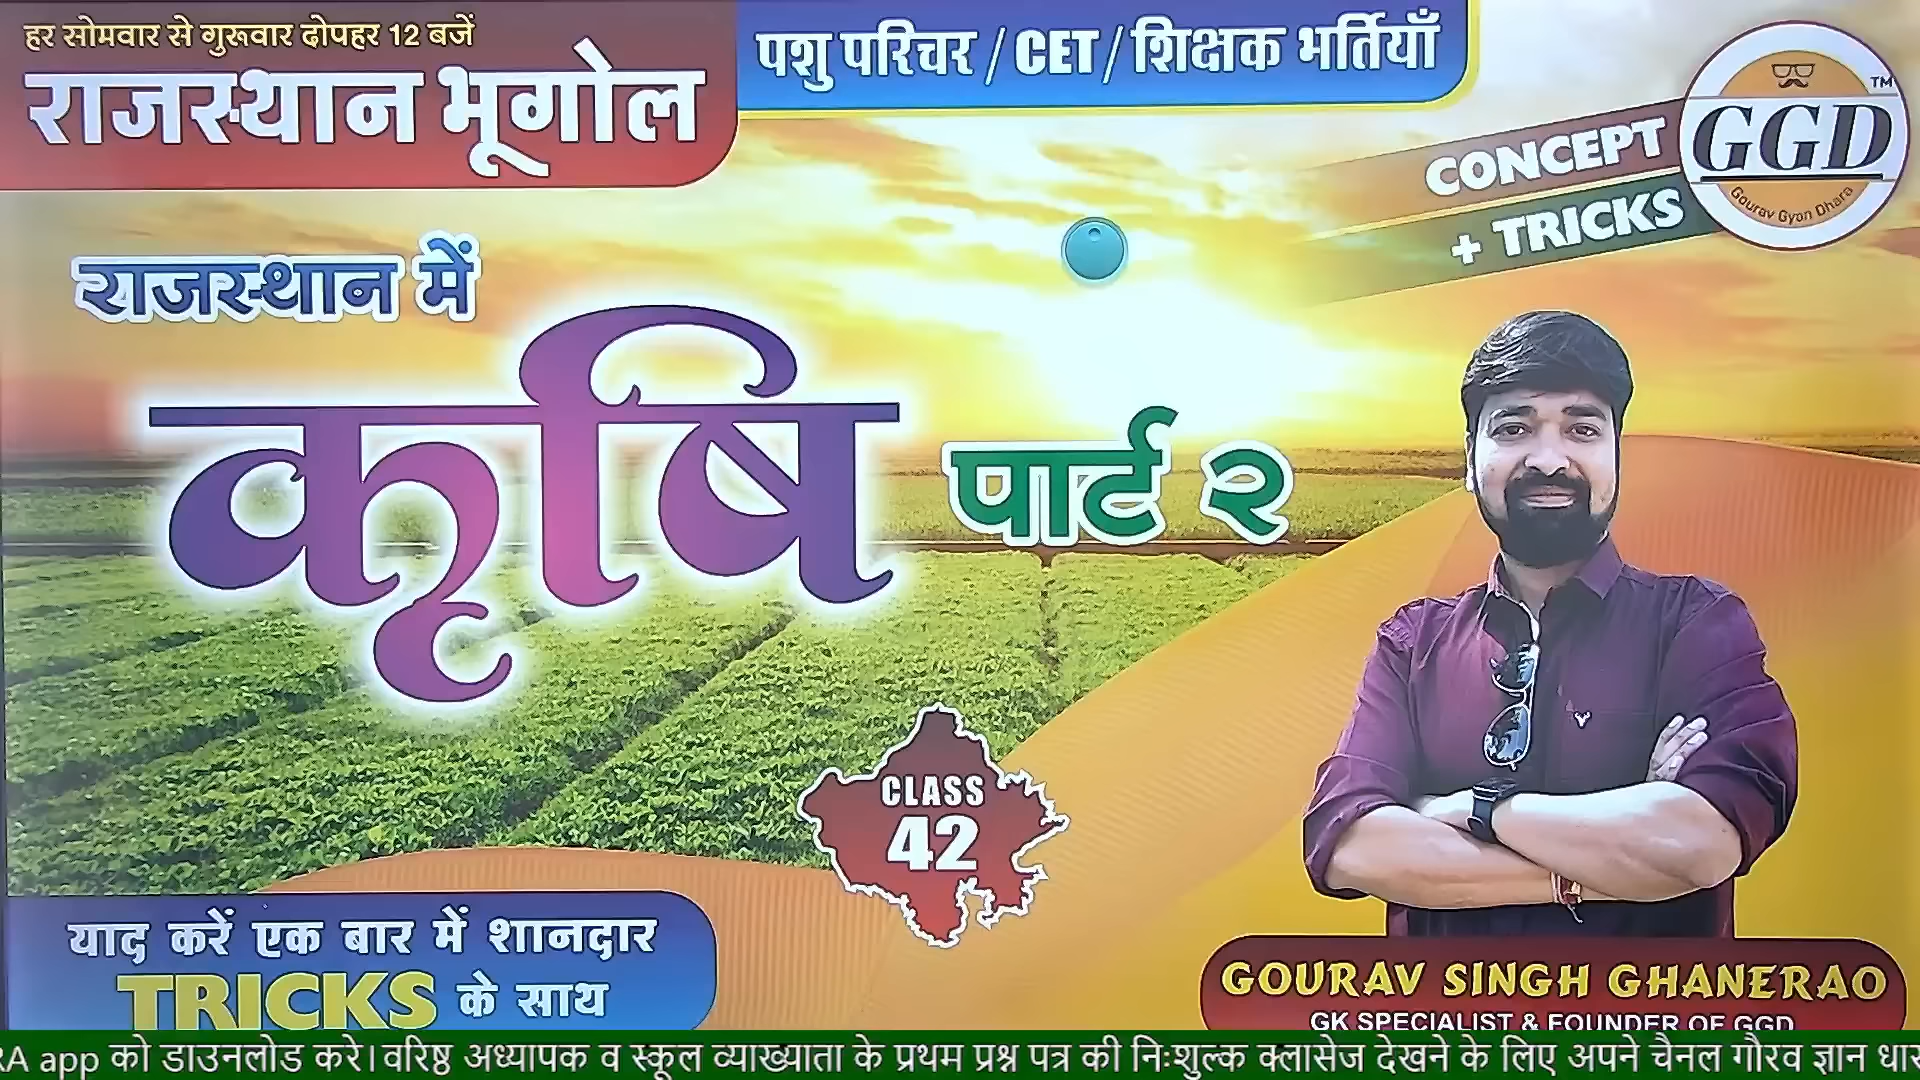 हर सोमवार से गुरूवार दोपहर 12 बजें
राजस्थान भूगोल
पशु परिचर / CET / शिक्षक भर्तियाँ
CONCEPT
+ TRICKS
GGD
TM
Gourav Gyan Dhara
राजस्थान में
कृषि पार्ट २
CLASS
42
याद करें एक बार में शानदार
TRICKS के साथ
GOURAV SINGH GHANERAO
GK SPECIALIST & FOUNDER OF GGD
RA app को डाउनलोड करे। वरिष्ठ अध्यापक व स्कूल व्याख्याता के प्रथम प्रश्न पत्र की निःशुल्क क्लासेज देखने के लिए अपने चैनल गौरव ज्ञान